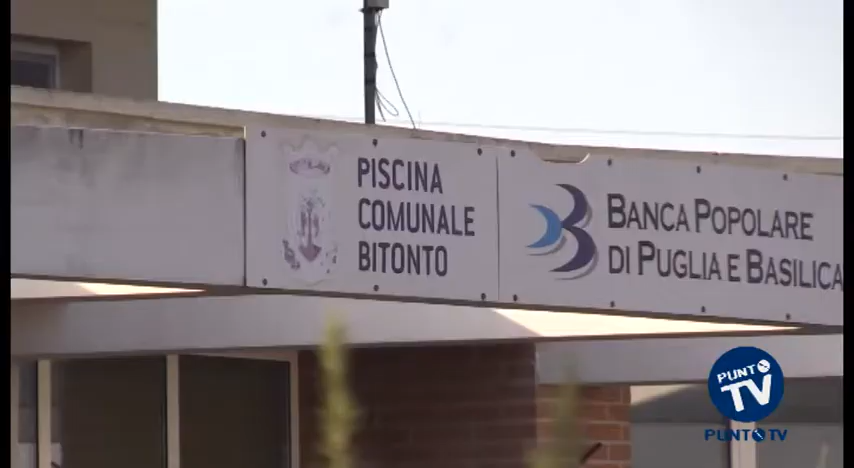 PISCINA
COMUNALE
BITONTO
BANCA POPOLARE
DI PUGLIA E BASILICA
PUNTO
TV
PUNTO TV